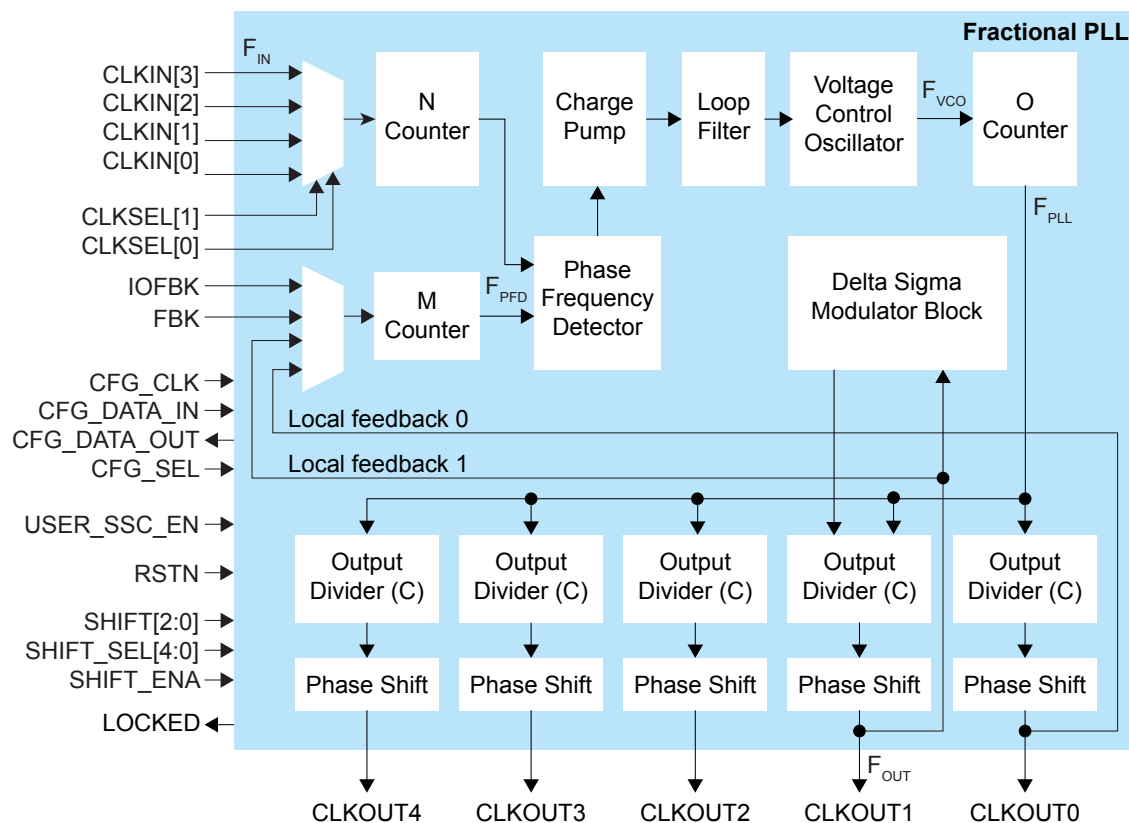 Fractional PLL
FIN
CLKIN[3]
CLKIN[2]
CLKIN[1]
CLKIN[0]
CLKSEL[1]
CLKSEL[0]
N
Counter
Charge
Pump
Loop
Filter
Voltage
Control
Oscillator
FVCO
O
Counter
FPLL
IOFBK
FBK
M
Counter
FPFD
Phase
Frequency
Detector
Delta Sigma
Modulator Block
CFG_CLK
CFG_DATA_IN
CFG_DATA_OUT
CFG_SEL
Local feedback 0
Local feedback 1
USER_SSC_EN
RSTN
SHIFT[2:0]
SHIFT_SEL[4:0]
SHIFT_ENA
LOCKED
Output
Divider (C)
Output
Divider (C)
Output
Divider (C)
Output
Divider (C)
Output
Divider (C)
Phase Shift
Phase Shift
Phase Shift
Phase Shift
Phase Shift
FOUT
CLKOUT4
CLKOUT3
CLKOUT2
CLKOUT1
CLKOUT0